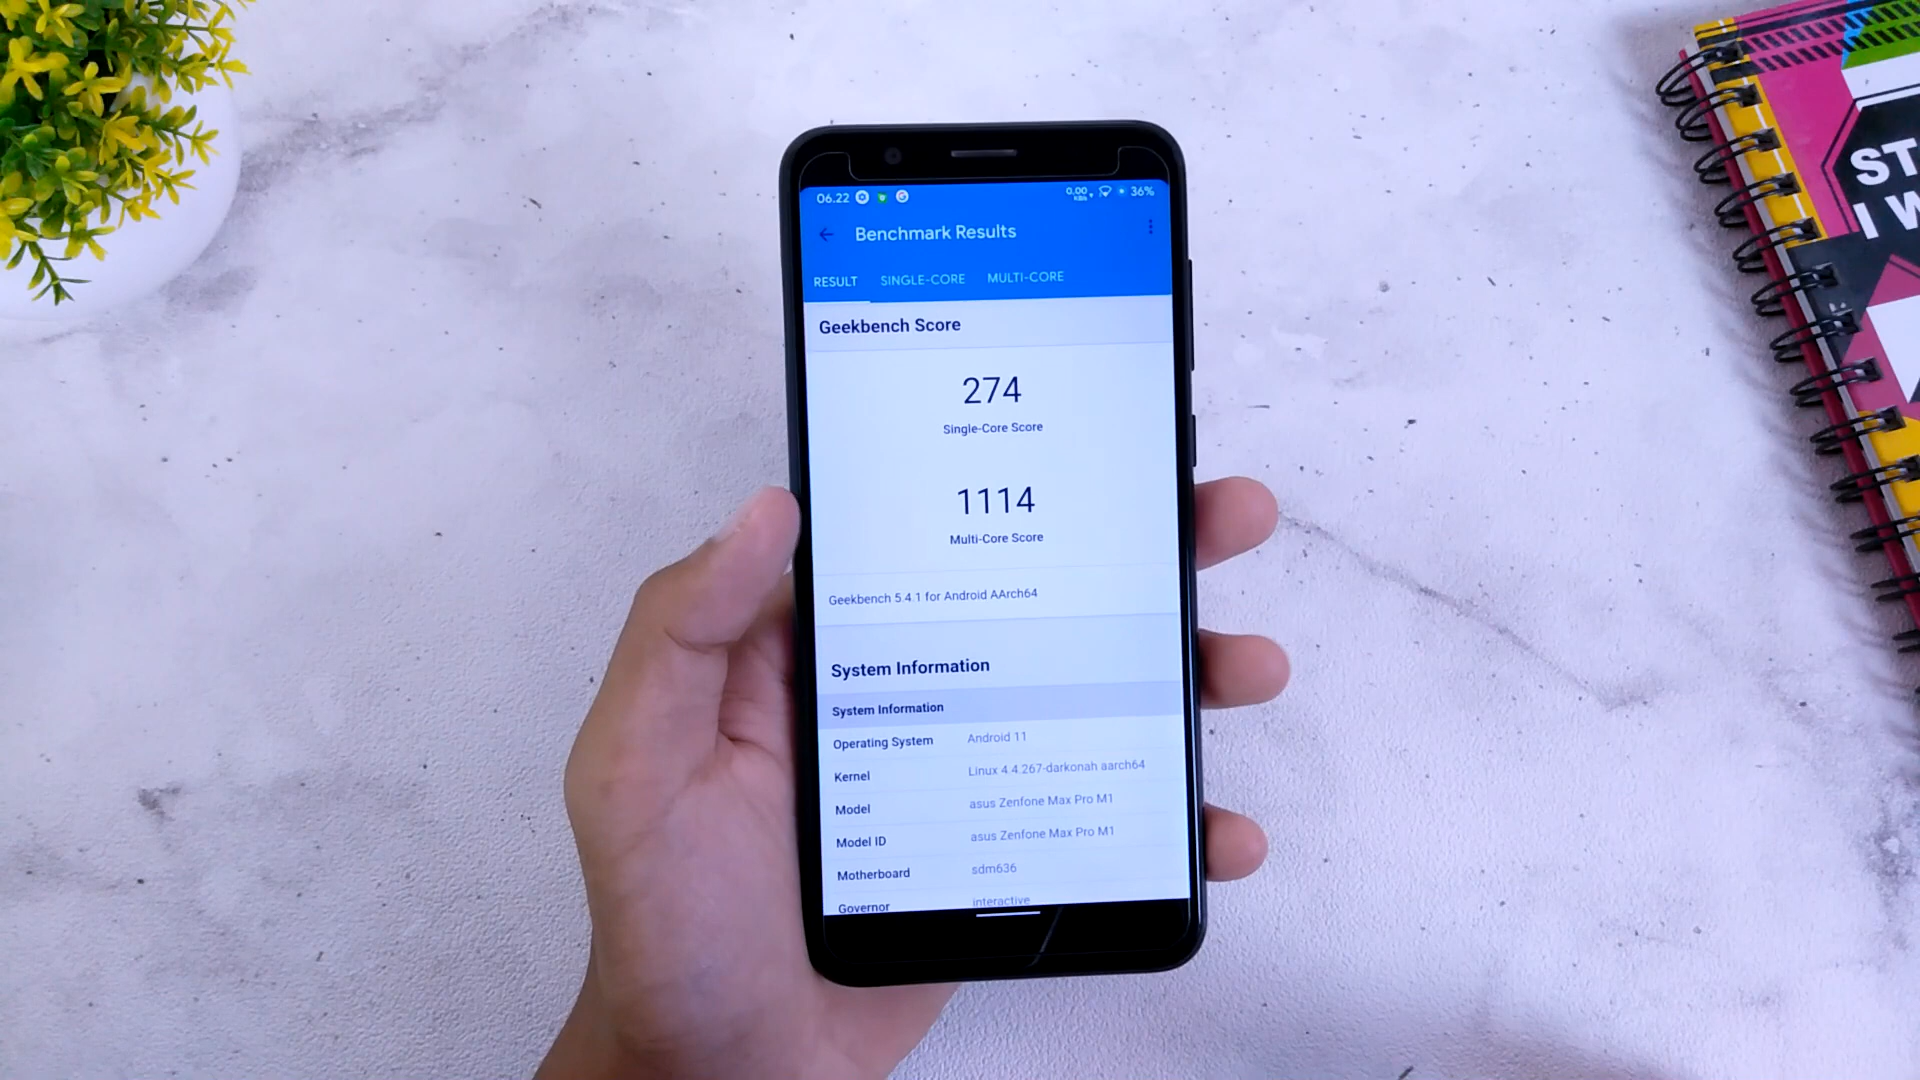 06.22
0,00
KB/s
36%
Benchmark Results
RESULT SINGLE-CORE MULTI-CORE
Geekbench Score
274
Single-Core Score
1114
Multi-Core Score
Geekbench 5.4.1 for Android AArch64
System Information
System Information
Operating System Android 11
Kernel Linux 4.4.267-darkonah aarch64
Model asus Zenfone Max Pro M1
Model ID asus Zenfone Max Pro M1
Motherboard sdm636
Governor interactive
ST
I W